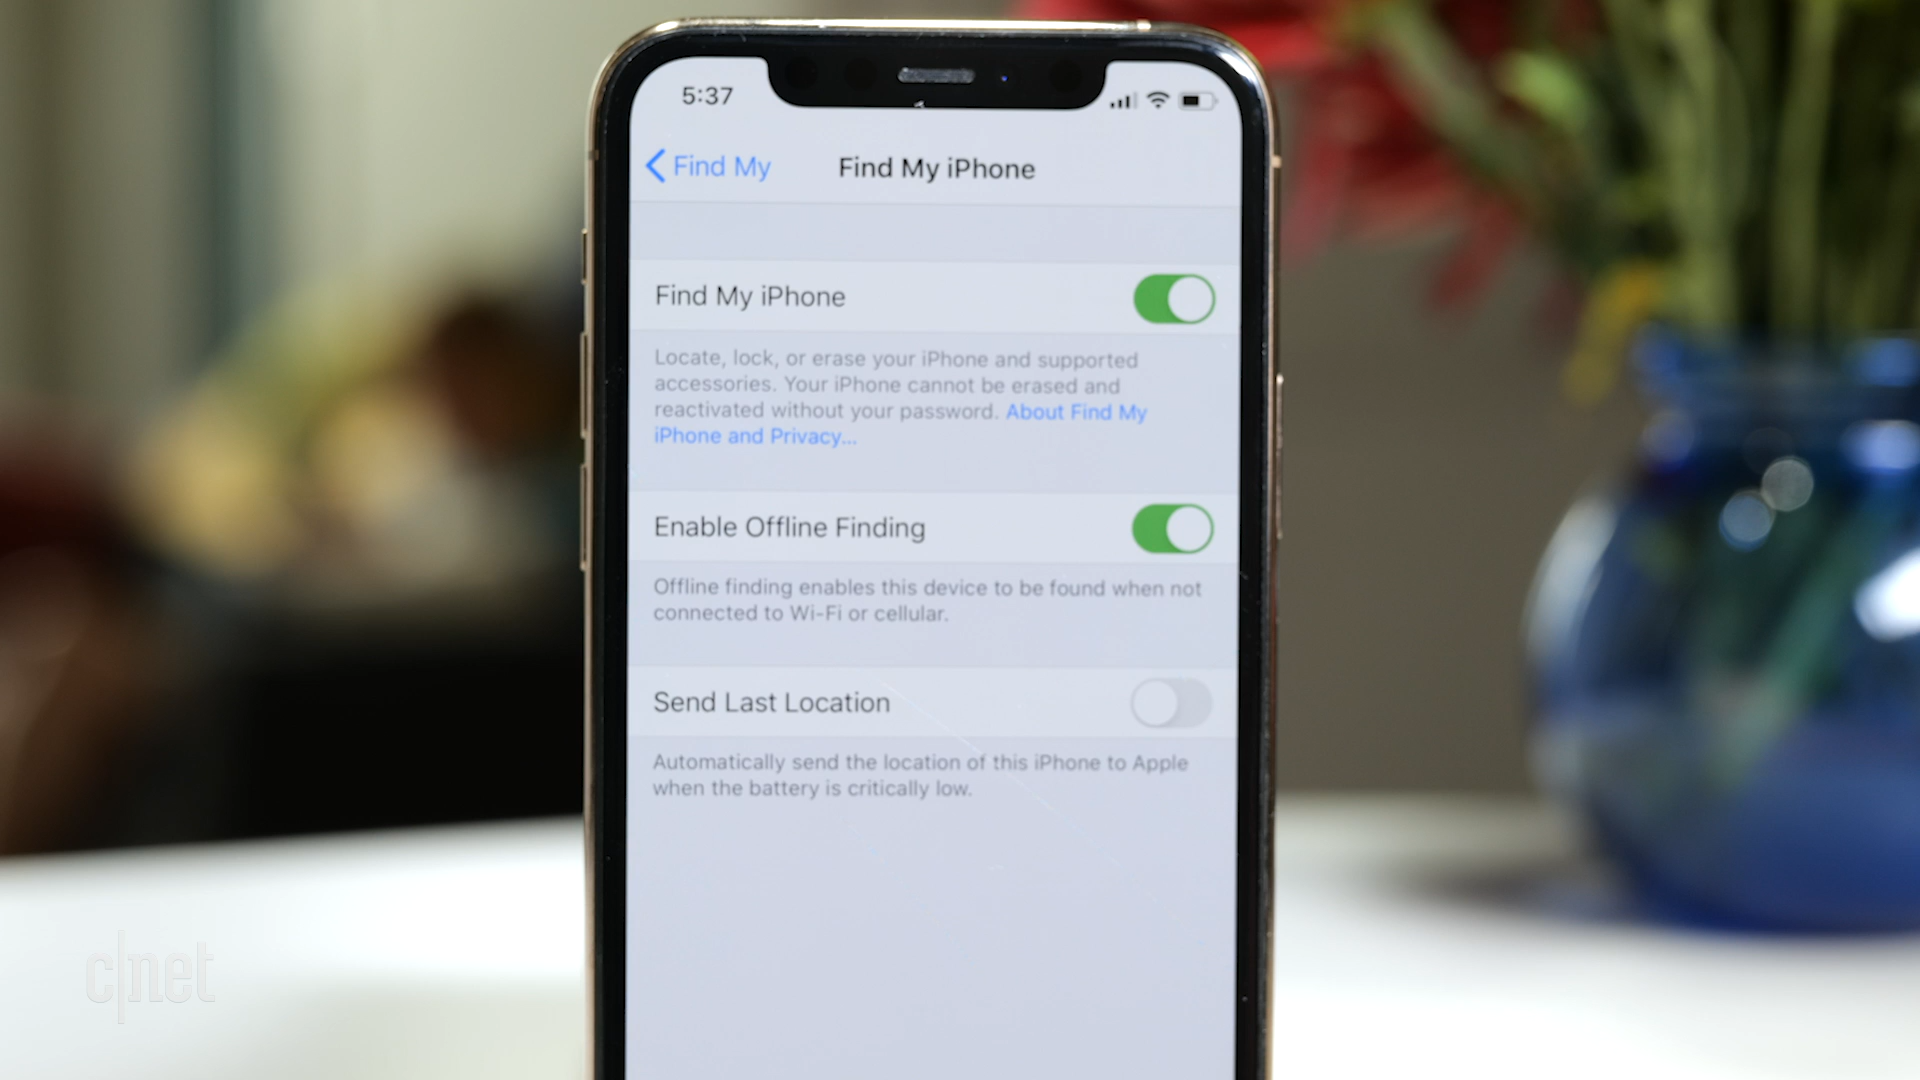 5:37
Find My
Find My iPhone
Find My iPhone
Locate, lock, or erase your iPhone and supported
accessories. Your iPhone cannot be erased and
reactivated without your password. About Find My
iPhone and Privacy...
Enable Offline Finding
Offline finding enables this device to be found when not
connected to Wi-Fi or cellular.
Send Last Location
Automatically send the location of this iPhone to Apple
when the battery is critically low.
c|net